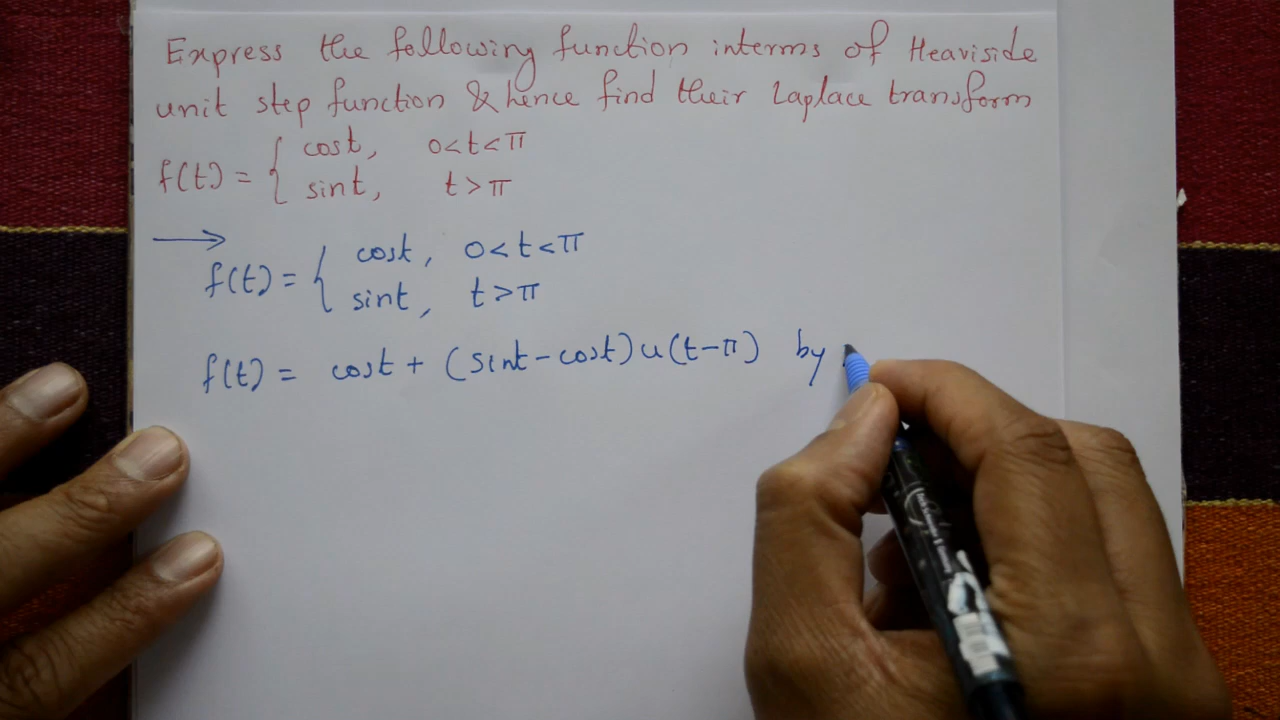 Express the following function interms of Heaviside
unit step function & hence find their Laplace transform
f(t) = { cost, 0<t<π
sint, t>π
→ f(t) = { cost, 0<t<π
sint, t>π
f(t) = cost + (sint-cost)u(t-π) by